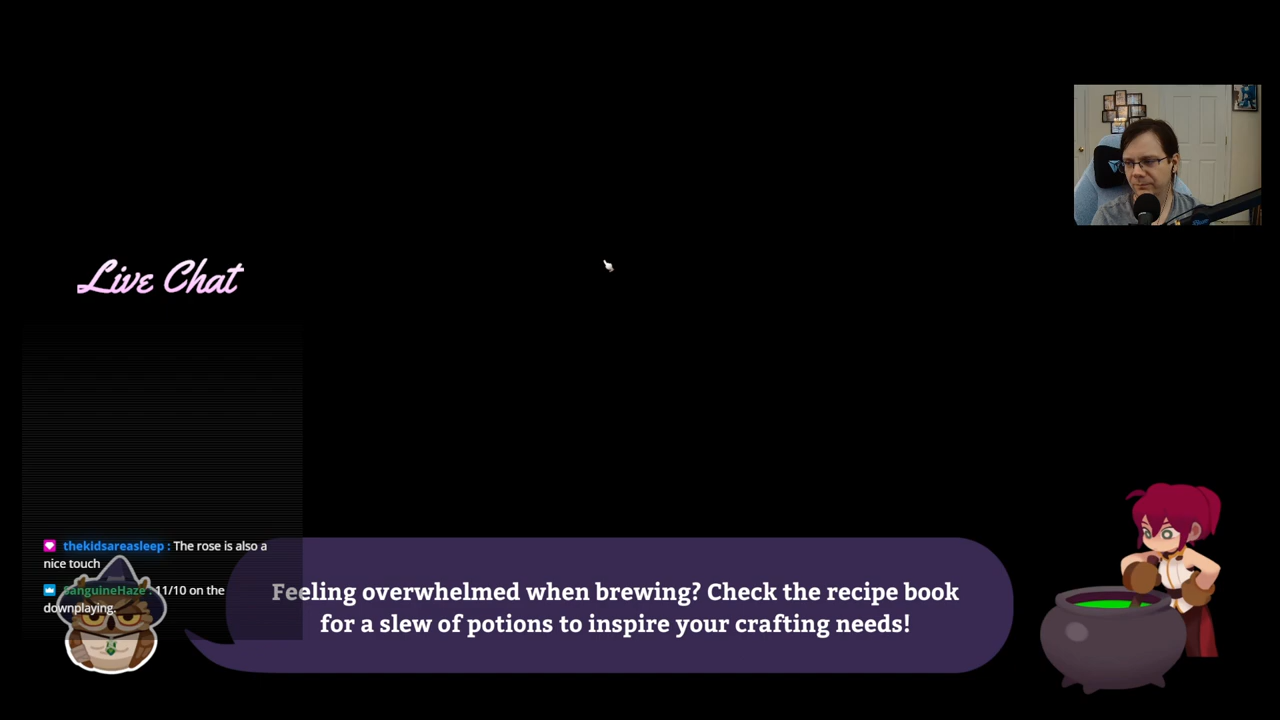 Live Chat
thekidsareasleep : The rose is also a
nice touch
SanguineHaze : 11/10 on the
downplaying.
Feeling overwhelmed when brewing? Check the recipe book
for a slew of potions to inspire your crafting needs!